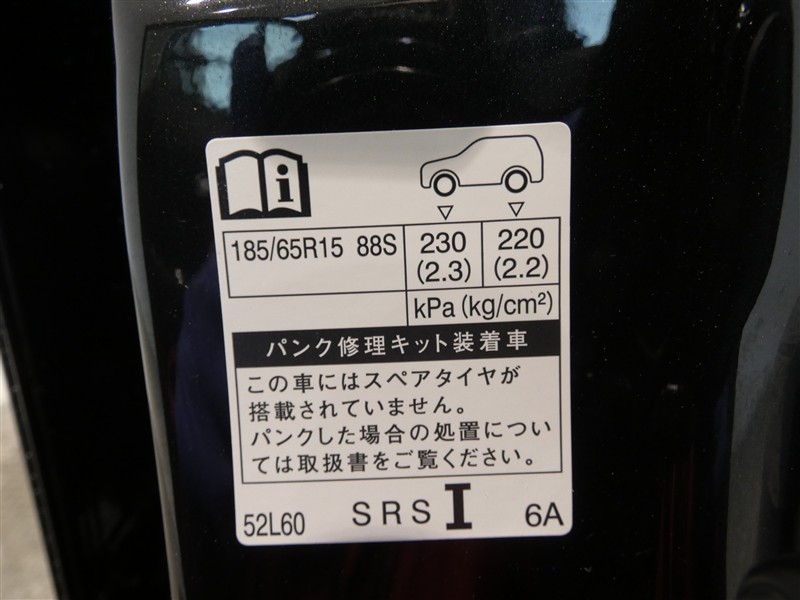 185/65R15 88S 230 220
(2.3) (2.2)
kPa (kg/cm²)
パンク修理キット装着車
この車にはスペアタイヤが
搭載されていません。
パンクした場合の処置につい
ては取扱書をご覧ください。
52L60 SRS I 6A